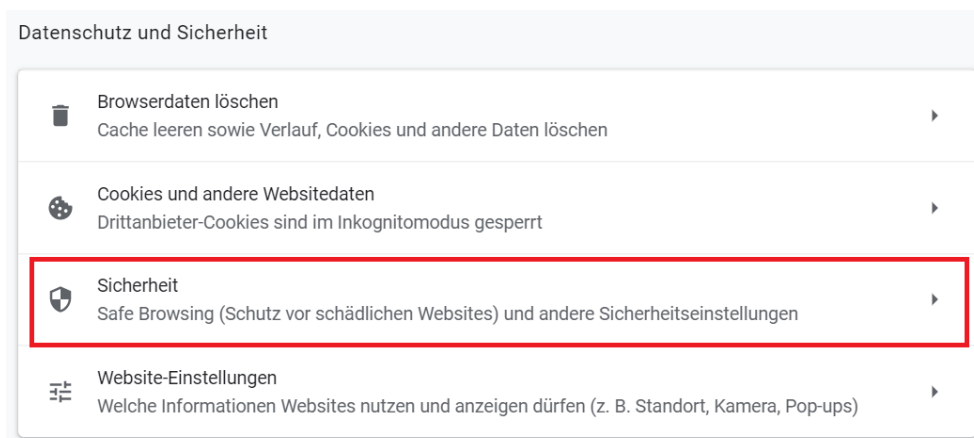 Datenschutz und Sicherheit
Browserdaten löschen
Cache leeren sowie Verlauf, Cookies und andere Daten löschen
Cookies und andere Websitedaten
Drittanbieter-Cookies sind im Inkognitomodus gesperrt
Sicherheit
Safe Browsing (Schutz vor schädlichen Websites) und andere Sicherheitseinstellungen
Website-Einstellungen
Welche Informationen Websites nutzen und anzeigen dürfen (z. B. Standort, Kamera, Pop-ups)